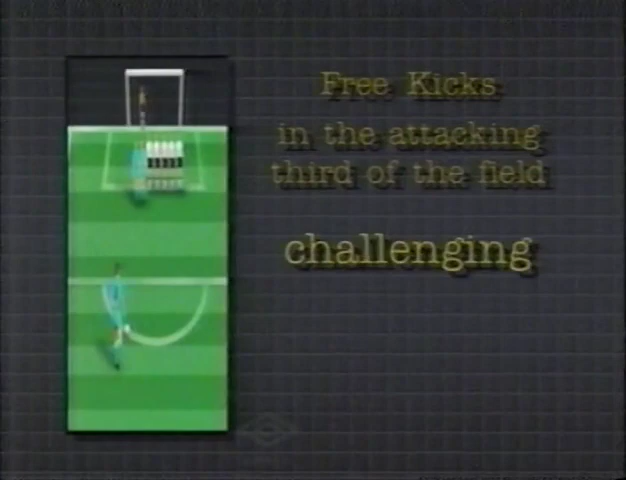 Free Kicks
in the attacking
third of the field
challenging